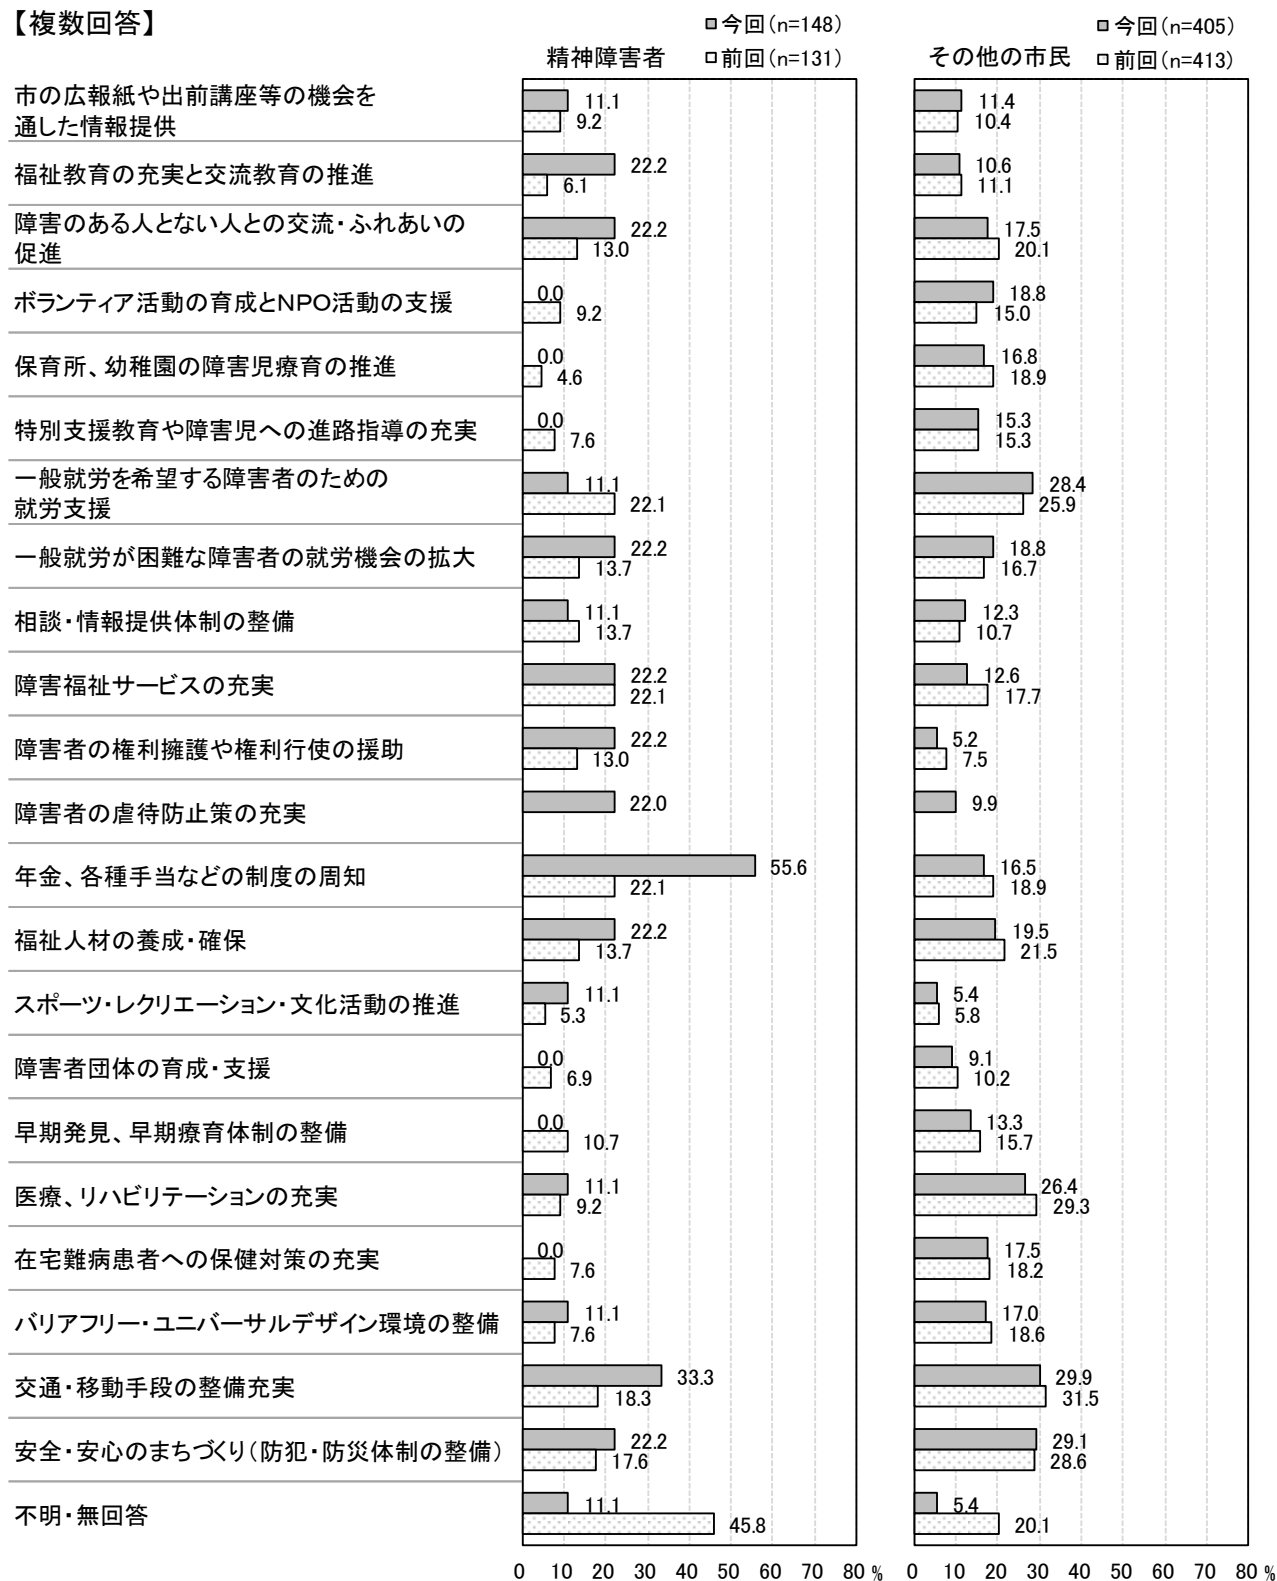 【複数回答】
今回(n=148)
精神障害者 前回(n=131)
今回(n=405)
その他の市民 前回(n=413)
市の広報紙や出前講座等の機会を
通した情報提供
11.1
9.2
11.4
10.4
福祉教育の充実と交流教育の推進
22.2
6.1
10.6
11.1
障害のある人とない人との交流・ふれあいの
促進
22.2
13.0
17.5
20.1
ボランティア活動の育成とNPO活動の支援
0.0
9.2
18.8
15.0
保育所、幼稚園の障害児療育の推進
0.0
4.6
16.8
18.9
特別支援教育や障害児への進路指導の充実
0.0
7.6
15.3
15.3
一般就労を希望する障害者のための
就労支援
11.1
22.1
28.4
25.9
一般就労が困難な障害者の就労機会の拡大
22.2
13.7
18.8
16.7
相談・情報提供体制の整備
11.1
13.7
12.3
10.7
障害福祉サービスの充実
22.2
22.1
12.6
17.7
障害者の権利擁護や権利行使の援助
22.2
13.0
5.2
7.5
障害者の虐待防止策の充実
22.0
9.9
年金、各種手当などの制度の周知
55.6
22.1
16.5
18.9
福祉人材の養成・確保
22.2
13.7
19.5
21.5
スポーツ・レクリエーション・文化活動の推進
11.1
5.3
5.4
5.8
障害者団体の育成・支援
0.0
6.9
9.1
10.2
早期発見、早期療育体制の整備
0.0
10.7
13.3
15.7
医療、リハビリテーションの充実
11.1
9.2
26.4
29.3
在宅難病患者への保健対策の充実
0.0
7.6
17.5
18.2
バリアフリー・ユニバーサルデザイン環境の整備
11.1
7.6
17.0
18.6
交通・移動手段の整備充実
33.3
18.3
29.9
31.5
安全・安心のまちづくり(防犯・防災体制の整備)
22.2
17.6
29.1
28.6
不明・無回答
11.1
45.8
5.4
20.1
0 10 20 30 40 50 60 70 80 %
0 10 20 30 40 50 60 70 80 %